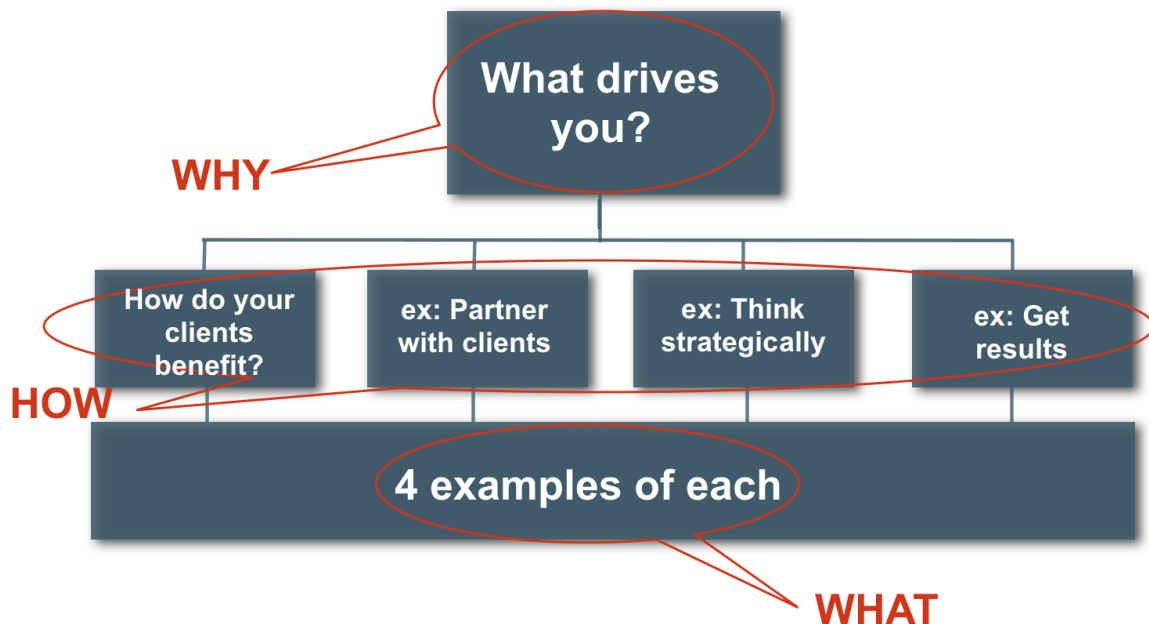 What drives
you?
WHY
How do your
clients
benefit?
ex: Partner
with clients
ex: Think
strategically
ex: Get
results
HOW
4 examples of each
WHAT